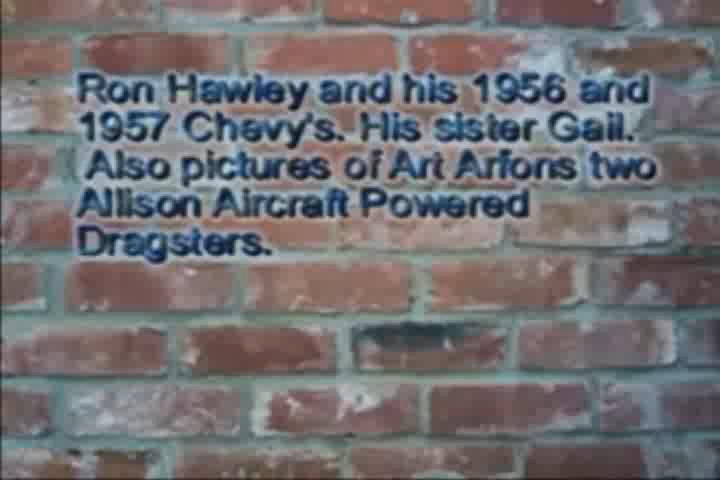 Ron Hawley and his 1956 and
1957 Chevy's. His sister Gail.
Also pictures of Art Arfons two
Allison Aircraft Powered
Dragsters.